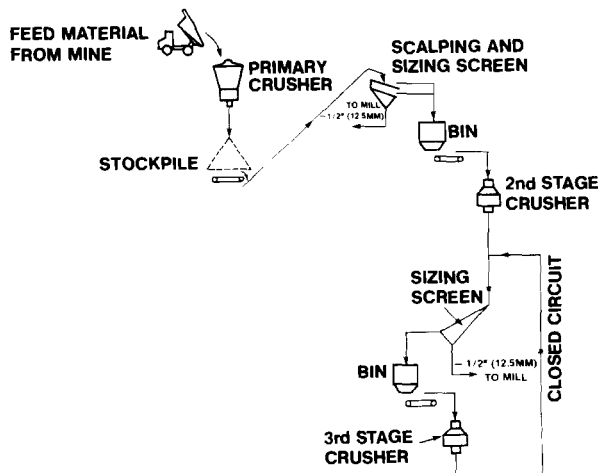 FEED MATERIAL
FROM MINE
PRIMARY
CRUSHER
SCALPING AND
SIZING SCREEN
TO MILL
-1/2" (12.5MM)
BIN
STOCKPILE
2nd STAGE
CRUSHER
SIZING
SCREEN
CLOSED CIRCUIT
-1/2" (12.5MM)
TO MILL
BIN
3rd STAGE
CRUSHER